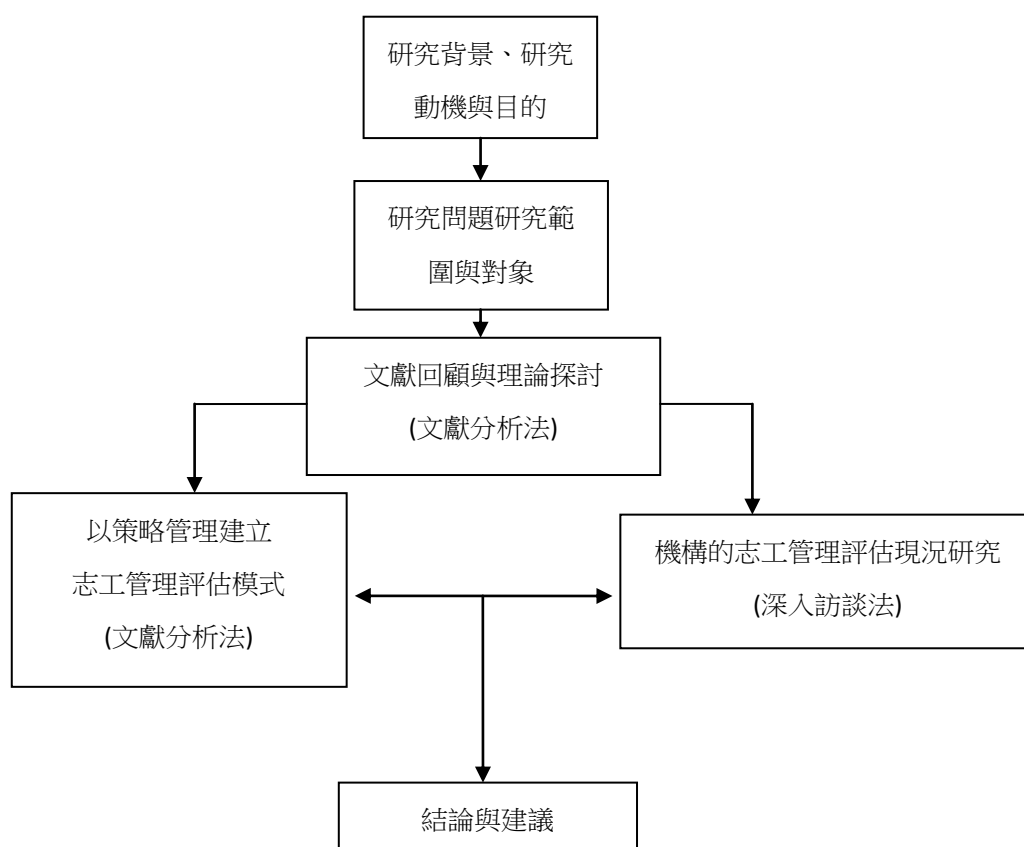 研究背景、研究
動機與目的
研究問題研究範
圍與對象
文獻回顧與理論探討
(文獻分析法)
以策略管理建立
志工管理評估模式
(文獻分析法)
機構的志工管理評估現況研究
(深入訪談法)
結論與建議